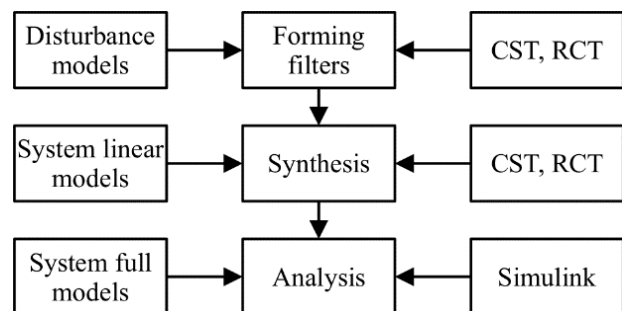 Disturbance
models
Forming
filters
CST, RCT
System linear
models
Synthesis
CST, RCT
System full
models
Analysis
Simulink